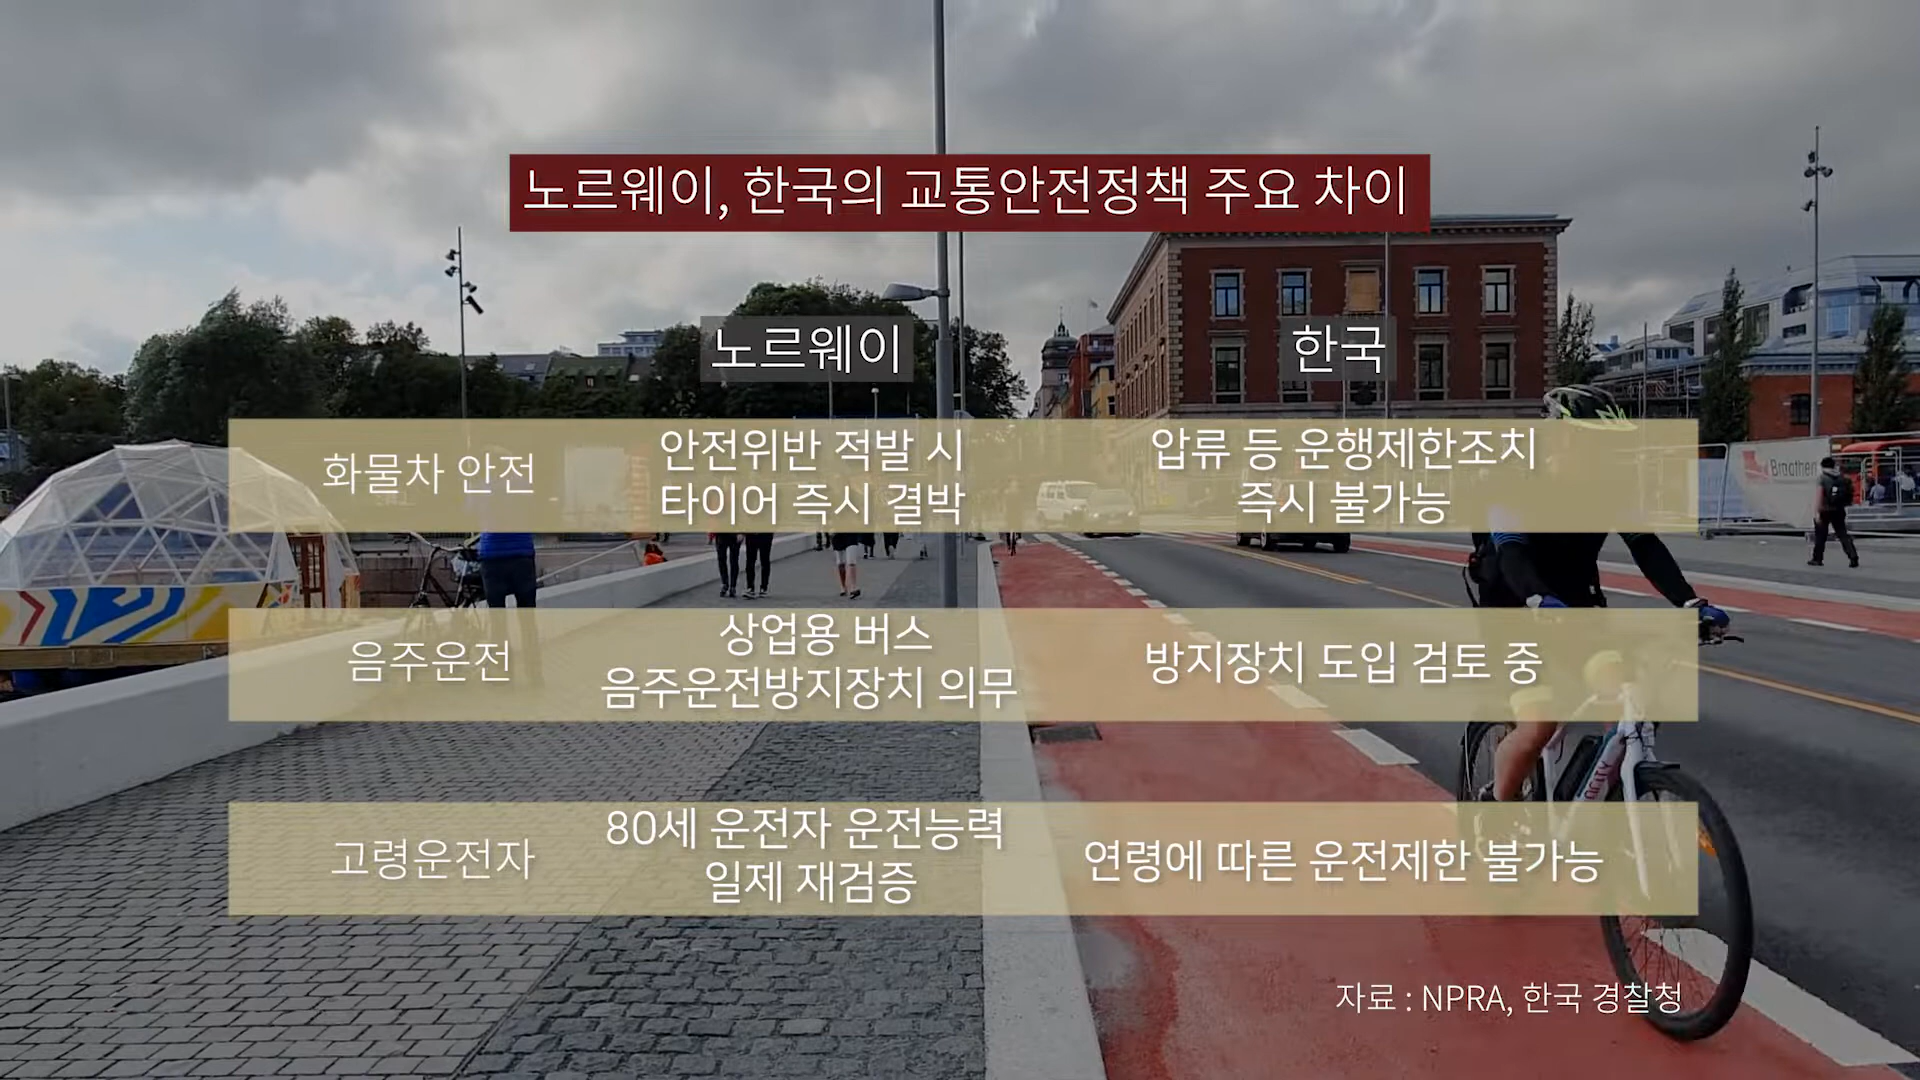 노르웨이, 한국의 교통안전정책 주요 차이
노르웨이
한국
화물차 안전
안전위반 적발 시
타이어 즉시 결박
압류 등 운행제한조치
즉시 불가능
음주운전
상업용 버스
음주운전방지장치 의무
방지장치 도입 검토 중
고령운전자
80세 운전자 운전능력
일제 재검증
연령에 따른 운전제한 불가능
자료 : NPRA, 한국 경찰청